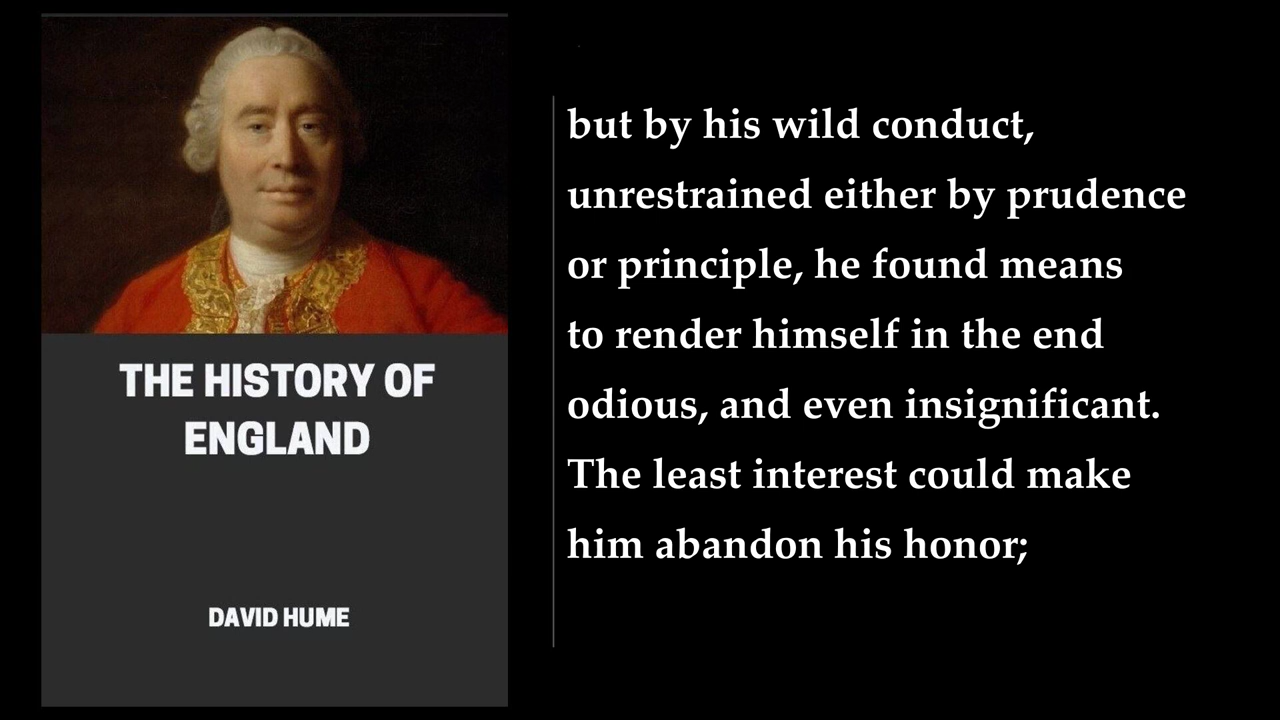 THE HISTORY OF
ENGLAND
DAVID HUME
but by his wild conduct,
unrestrained either by prudence
or principle, he found means
to render himself in the end
odious, and even insignificant.
The least interest could make
him abandon his honor;